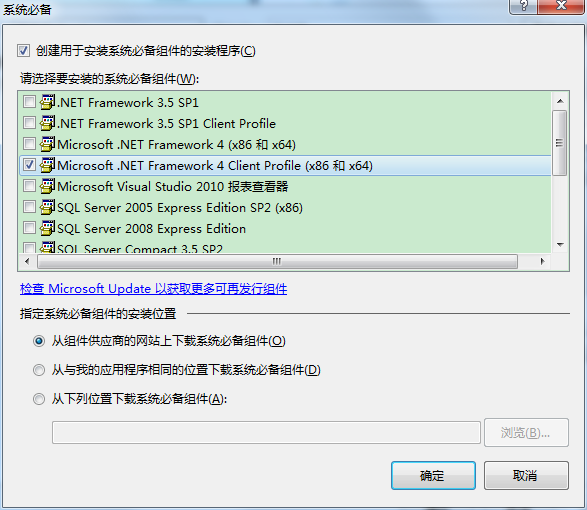 系统必备
创建用于安装系统必备组件的安装程序(C)
请选择要安装的系统必备组件(W):
.NET Framework 3.5 SP1
.NET Framework 3.5 SP1 Client Profile
Microsoft .NET Framework 4 (x86 和 x64)
Microsoft .NET Framework 4 Client Profile (x86 和 x64)
Microsoft Visual Studio 2010 报表查看器
SQL Server 2005 Express Edition SP2 (x86)
SQL Server 2008 Express Edition
SQL Server Compact 3.5 SP2
检查 Microsoft Update 以获取更多可再发行组件
指定系统必备组件的安装位置
从组件供应商的网站上下载系统必备组件(O)
从与我的应用程序相同的位置下载系统必备组件(D)
从下列位置下载系统必备组件(A):
浏览(B)...
确定
取消